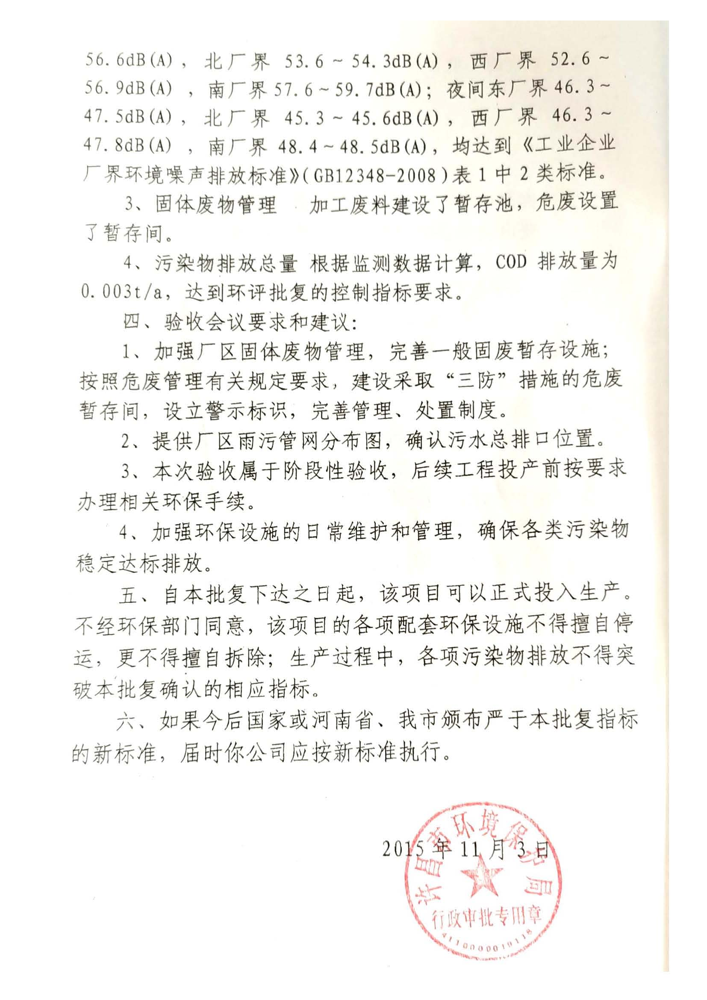 56.6dB(A)，北厂界 53.6～54.3dB(A)，西厂界 52.6～
56.9dB(A)，南厂界57.6～59.7dB(A)；夜间东厂界46.3～
47.5dB(A)，北厂界 45.3～45.6dB(A)，西厂界 46.3～
47.8dB(A)，南厂界48.4～48.5dB(A)，均达到《工业企业
厂界环境噪声排放标准》(GB12348-2008)表1中2类标准。
3、固体废物管理 加工废料建设了暂存池，危废设置
了暂存间。
4、污染物排放总量 根据监测数据计算，COD 排放量为
0.003t/a，达到环评批复的控制指标要求。
四、验收会议要求和建议：
1、加强厂区固体废物管理，完善一般固废暂存设施；
按照危废管理有关规定要求，建设采取“三防”措施的危废
暂存间，设立警示标识，完善管理、处置制度。
2、提供厂区雨污管网分布图，确认污水总排口位置。
3、本次验收属于阶段性验收，后续工程投产前按要求
办理相关环保手续。
4、加强环保设施的日常维护和管理，确保各类污染物
稳定达标排放。
五、自本批复下达之日起，该项目可以正式投入生产。
不经环保部门同意，该项目的各项配套环保设施不得擅自停
运，更不得擅自拆除；生产过程中，各项污染物排放不得突
破本批复确认的相应指标。
六、如果今后国家或河南省、我市颁布严于本批复指标
的新标准，届时你公司应按新标准执行。
2015年11月3日
许昌市环境保护局
行政审批专用章
4110000019118